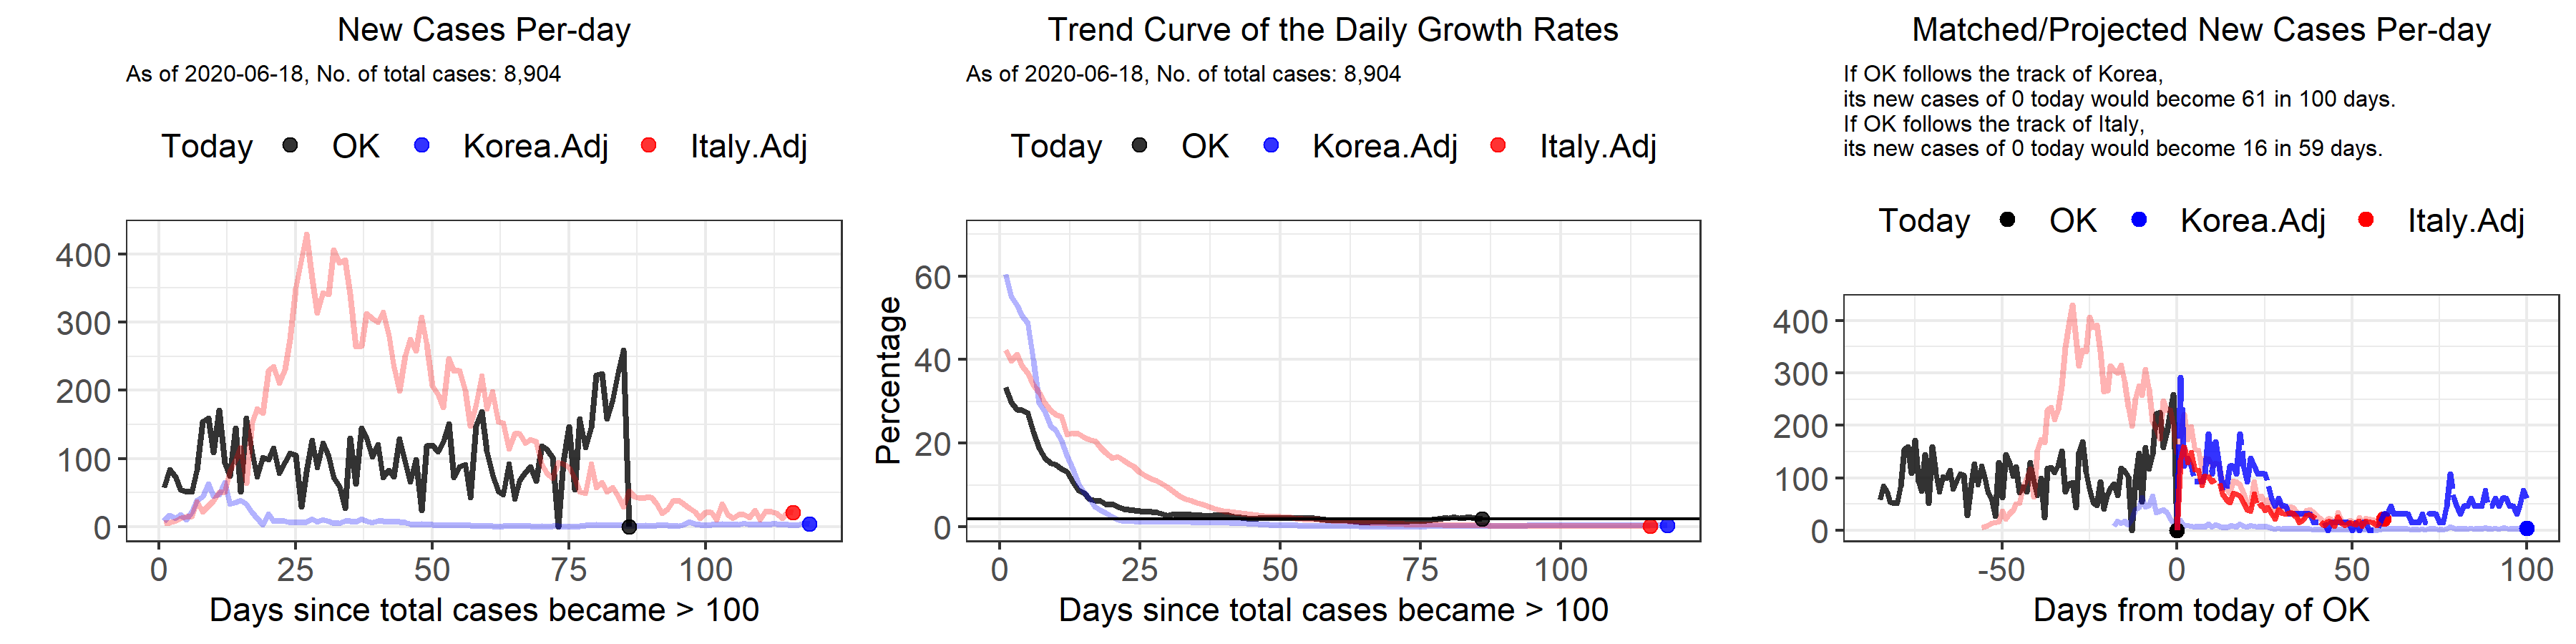 New Cases Per-day
As of 2020-06-18, No. of total cases: 8,904
Today OK Korea.Adj Italy.Adj
400
300
200
100
0
0 25 50 75 100
Days since total cases became > 100
Trend Curve of the Daily Growth Rates
As of 2020-06-18, No. of total cases: 8,904
Today OK Korea.Adj Italy.Adj
Percentage
60
40
20
0
0 25 50 75 100
Days since total cases became > 100
Matched/Projected New Cases Per-day
If OK follows the track of Korea,
its new cases of 0 today would become 61 in 100 days.
If OK follows the track of Italy,
its new cases of 0 today would become 16 in 59 days.
Today OK Korea.Adj Italy.Adj
400
300
200
100
0
-50 0 50 100
Days from today of OK